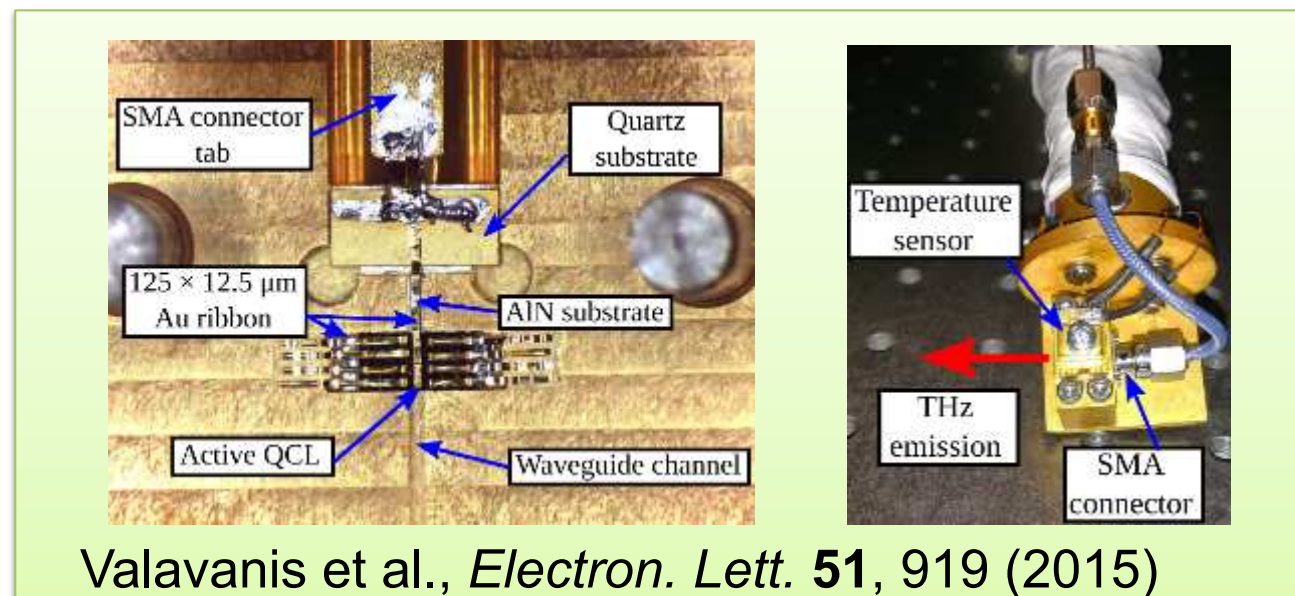 SMA connector
tab
Quartz
substrate
125 × 12.5 μm
Au ribbon
AlN substrate
Active QCL
Waveguide channel
Temperature
sensor
THz
emission
SMA
connector
Valavanis et al., Electron. Lett. 51, 919 (2015)